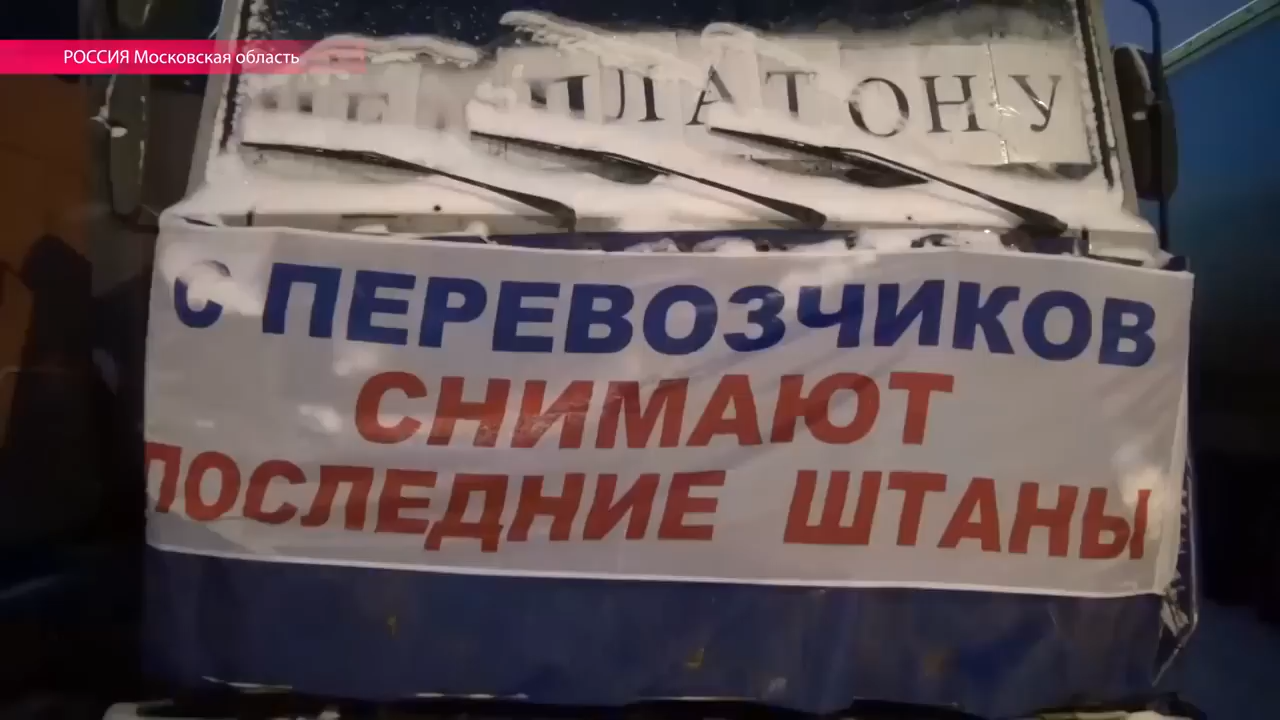 РОССИЯ Московская область
ПЛАТОНУ
С ПЕРЕВОЗЧИКОВ
СНИМАЮТ
ПОСЛЕДНИЕ ШТАНЫ